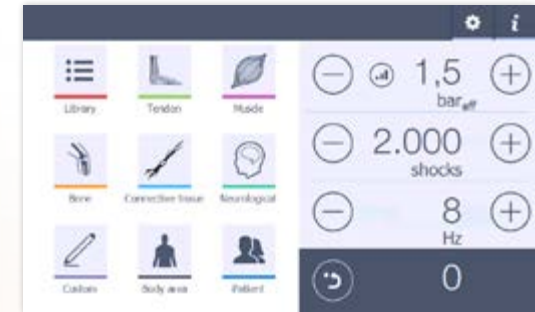 i
Library
Tendon
Muscle
Bone
Connective tissue
Neurological
Custom
Body area
Patient
1,5
bar eff
2.000
shocks
8
Hz
0